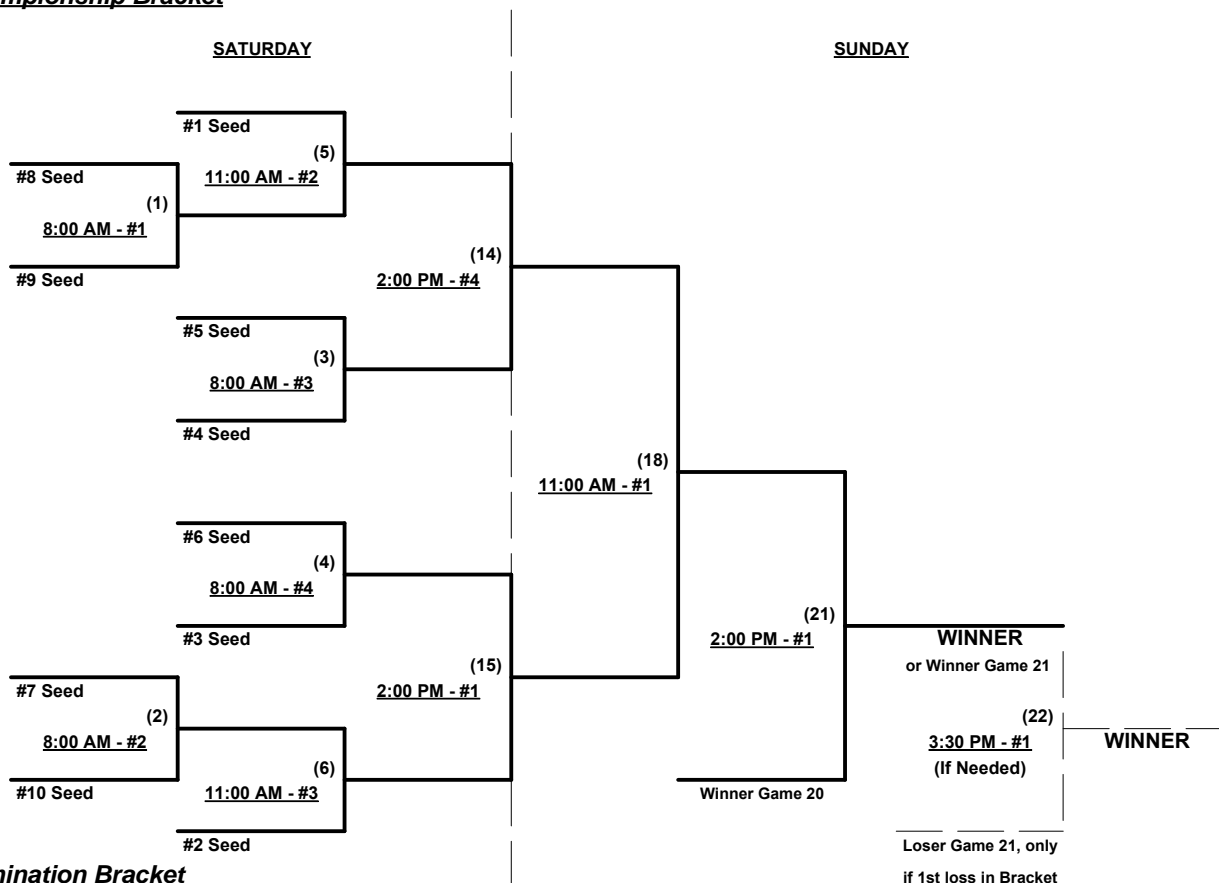 mpionship Bracket
SATURDAY
SUNDAY
#1 Seed
(5)
11:00 AM - #2
#8 Seed
(1)
8:00 AM - #1
#9 Seed
(14)
2:00 PM - #4
#5 Seed
(3)
8:00 AM - #3
#4 Seed
(18)
11:00 AM - #1
#6 Seed
(4)
8:00 AM - #4
#3 Seed
(21)
2:00 PM - #1
WINNER
or Winner Game 21
(15)
2:00 PM - #1
#7 Seed
(2)
8:00 AM - #2
#10 Seed
(22)
3:30 PM - #1
(If Needed)
WINNER
(6)
11:00 AM - #3
#2 Seed
Winner Game 20
Loser Game 21, only
if 1st loss in Bracket
mination Bracket